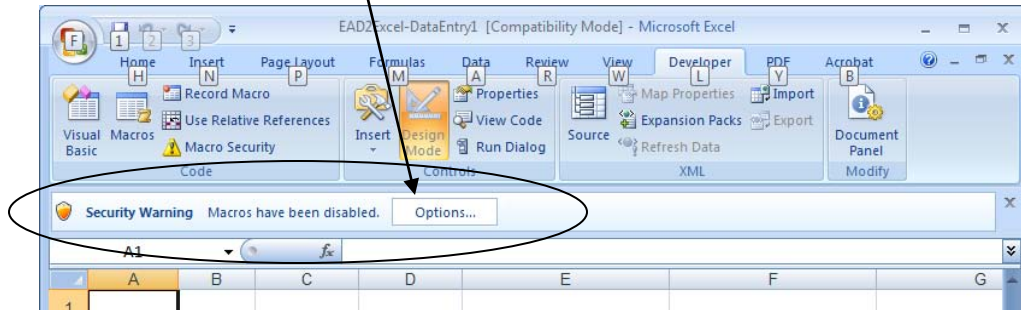 EAD2Excel-DataEntry1 [Compatibility Mode] - Microsoft Excel
F 1 2 3
Home Insert Page Layout Formulas Data Review View Developer PDF Acrobat
H N P M A R W L Y B
Record Macro
Use Relative References
Macro Security
Visual Basic
Macros
Code
Insert
Design Mode
Properties
View Code
Run Dialog
Controls
Source
Map Properties
Expansion Packs
Refresh Data
Import
Export
XML
Document Panel
Modify
Security Warning Macros have been disabled. Options...
A1 fx
A B C D E F G
1